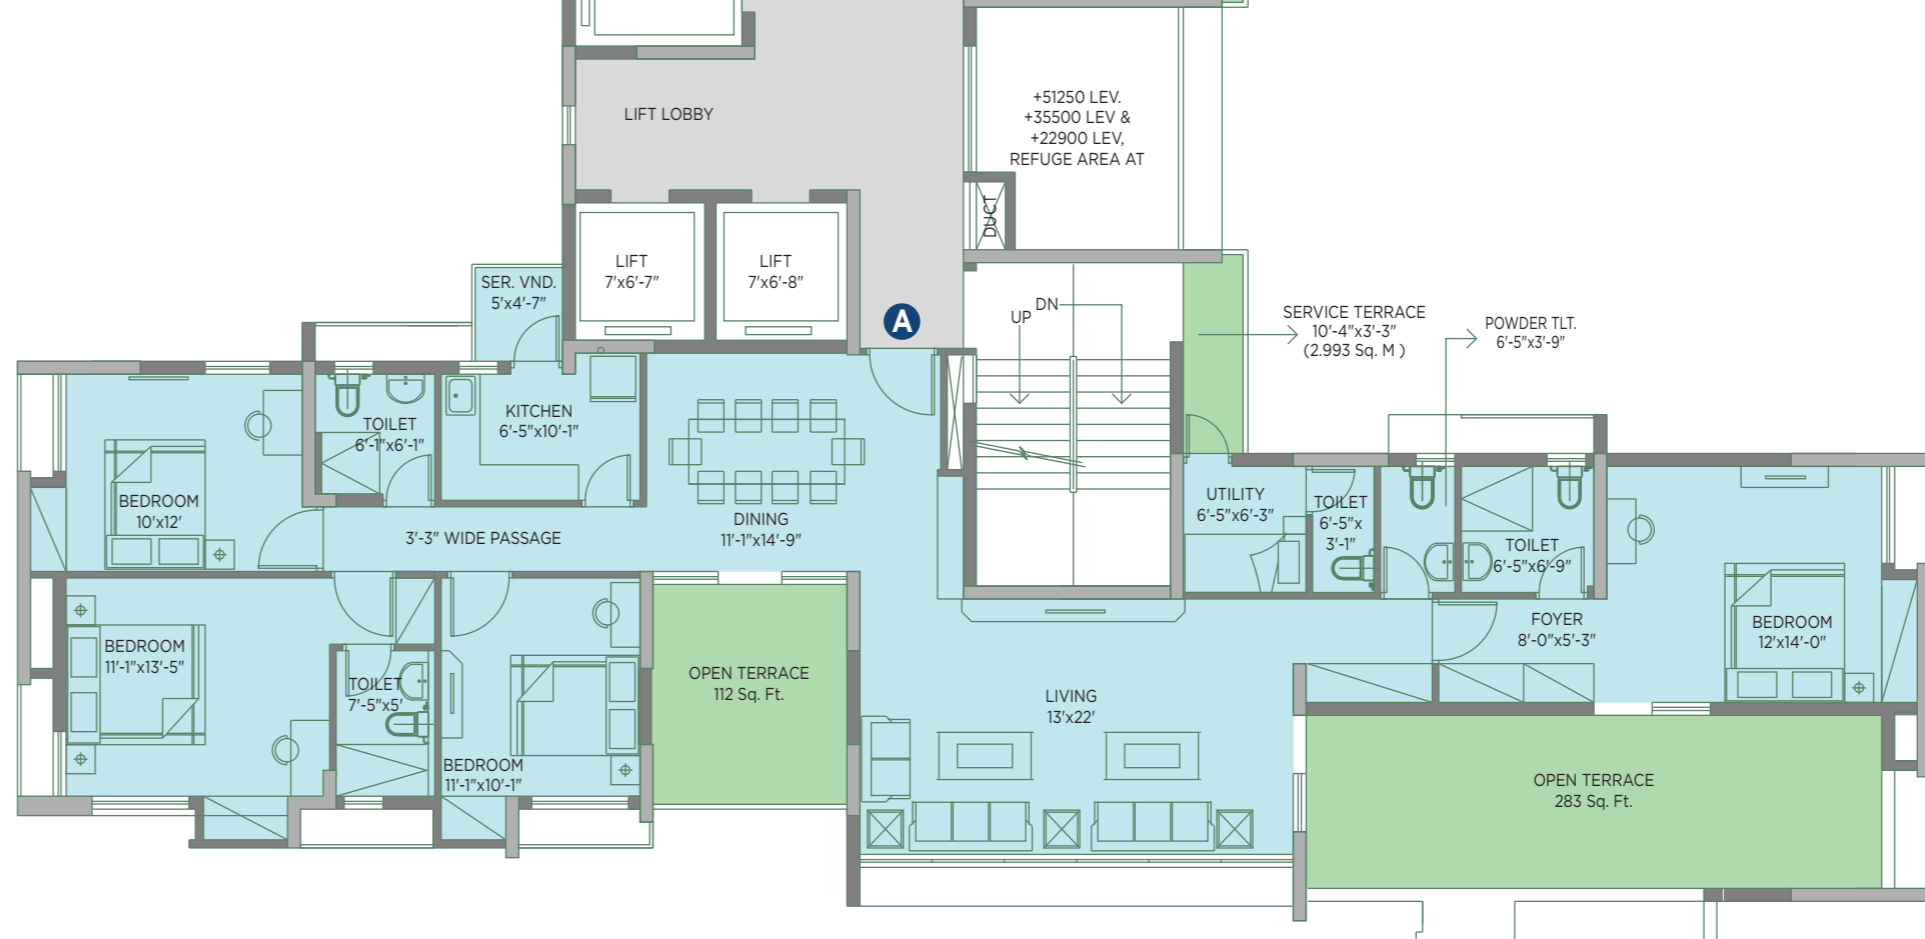 +51250 LEV.
+35500 LEV &
+22900 LEV,
REFUGE AREA AT
LIFT LOBBY
DUCT
LIFT
7'x6'-7"
LIFT
7'x6'-8"
SER. VND.
5'x4'-7"
A
UP
DN
SERVICE TERRACE
10'-4"x3'-3"
(2.993 Sq. M )
POWDER TLT.
6'-5"x3'-9"
TOILET
6'-1"x6'-1"
KITCHEN
6'-5"x10'-1"
BEDROOM
10'x12'
3'-3" WIDE PASSAGE
DINING
11'-1"x14'-9"
UTILITY
6'-5"x6'-3"
TOILET
6'-5"x
3'-1"
TOILET
6'-5"x6'-9"
FOYER
8'-0"x5'-3"
BEDROOM
12'x14'-0"
BEDROOM
11'-1"x13'-5"
TOILET
7'-5"x5'
BEDROOM
11'-1"x10'-1"
OPEN TERRACE
112 Sq. Ft.
LIVING
13'x22'
OPEN TERRACE
283 Sq. Ft.